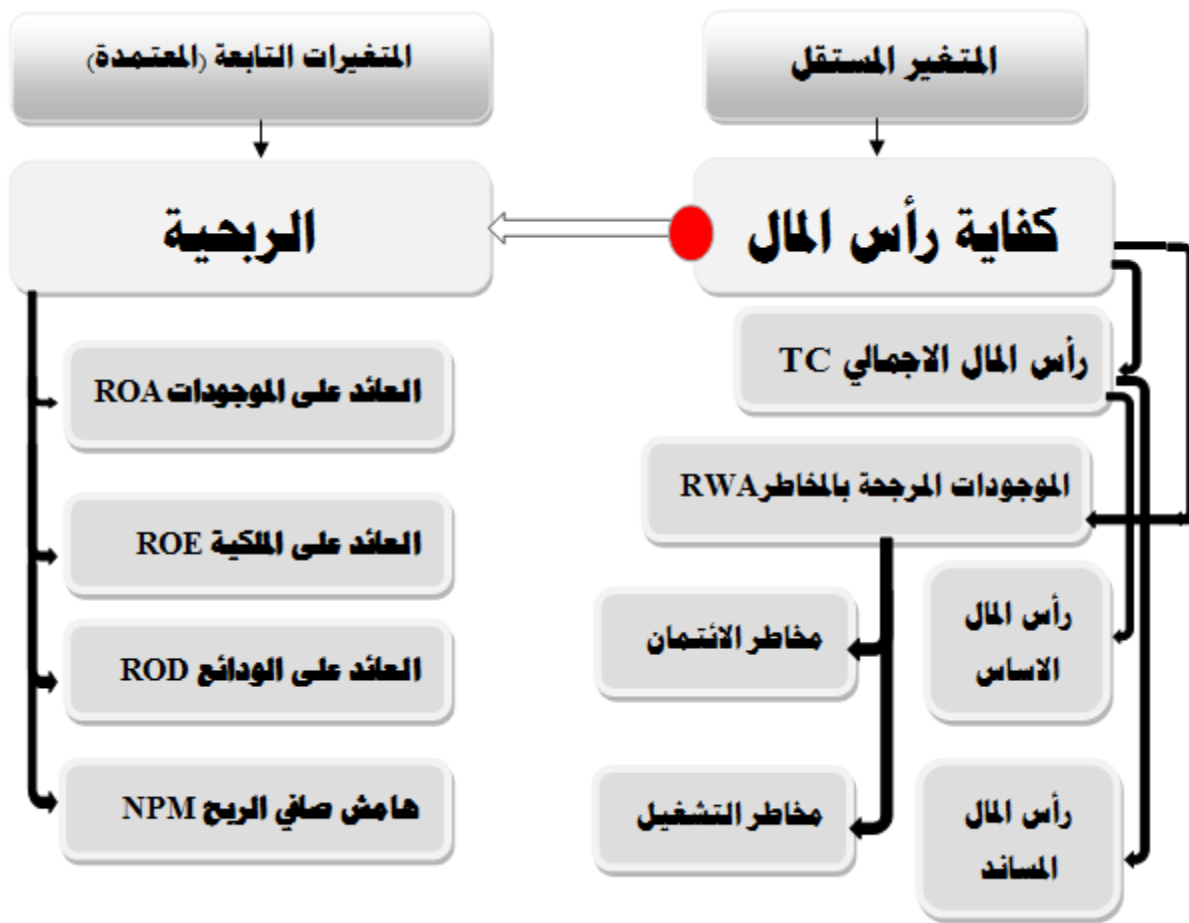 المتغير المستقل
المتغيرات التابعة (المعتمدة)
كفاية رأس المال
الربحية
رأس المال الاجمالي TC
الموجودات المرجحة بالمخاطر RWA
رأس المال
الاساس
رأس المال
المساند
مخاطر الائتمان
مخاطر التشغيل
العائد على الموجودات ROA
العائد على الملكية ROE
العائد على الودائع ROD
هامش صافي الربح NPM